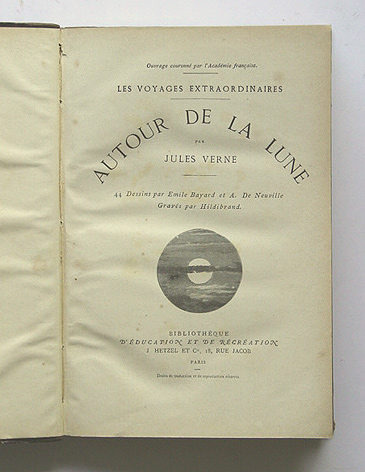 Ouvrage couronné par l'Académie française.
LES VOYAGES EXTRAORDINAIRES
AUTOUR DE LA LUNE
PAR
JULES VERNE
44 Dessins par Emile Bayard et A. De Neuville
Gravés par Hildibrand.
BIBLIOTHÈQUE
D'ÉDUCATION ET DE RÉCRÉATION
J. HETZEL ET Cie, 18, RUE JACOB
PARIS
Droits de traduction et de reproduction réservés.